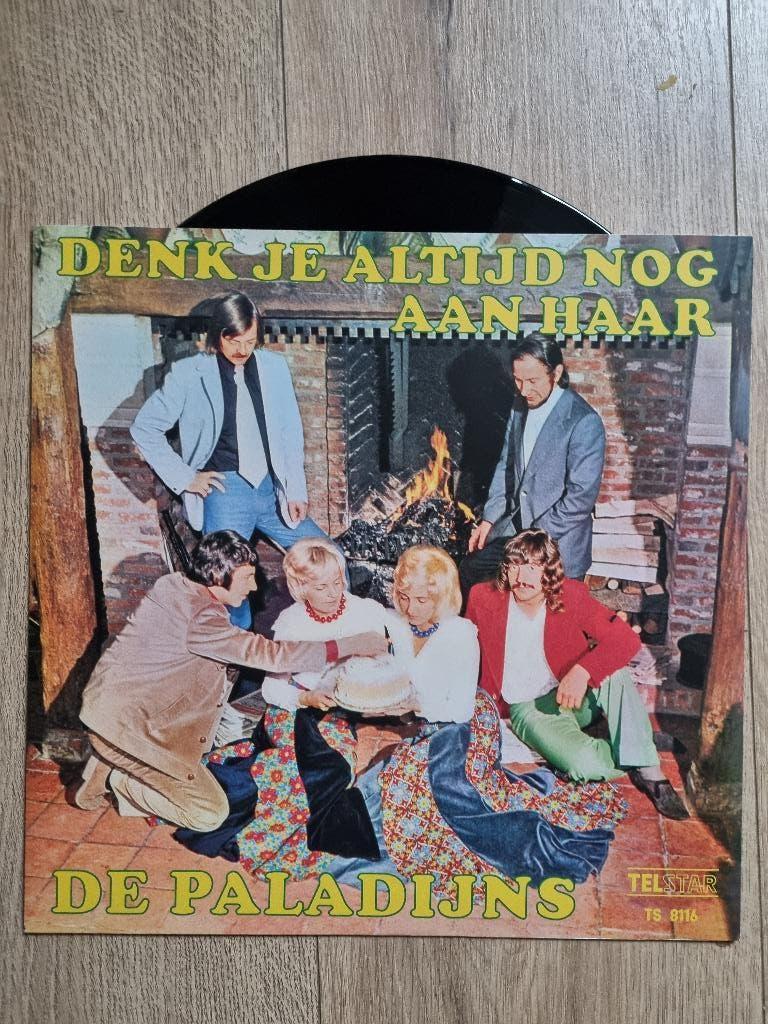 DENK JE ALTIJD NOG
AAN HAAR
DE PALADIJNS
TELSTAR
TS 8116